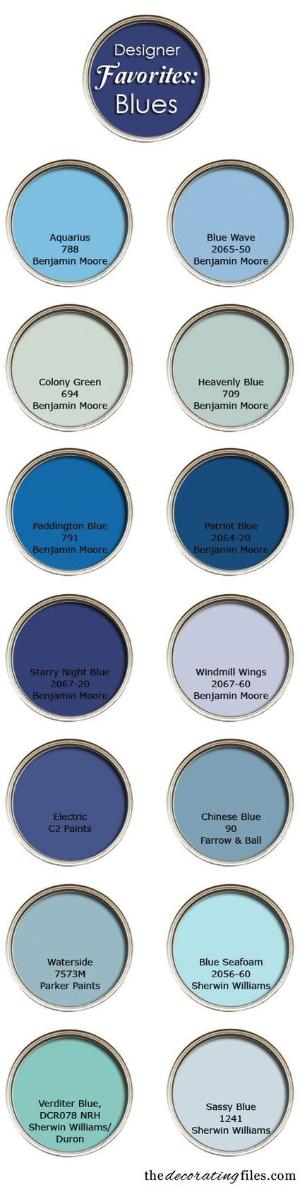 Designer
Favorites:
Blues
Aquarius
788
Benjamin Moore
Blue Wave
2065-50
Benjamin Moore
Colony Green
694
Benjamin Moore
Heavenly Blue
709
Benjamin Moore
Paddington Blue
791
Benjamin Moore
Patriot Blue
2064-20
Benjamin Moore
Starry Night Blue
2067-20
Benjamin Moore
Windmill Wings
2067-60
Benjamin Moore
Electric
C2 Paints
Chinese Blue
90
Farrow & Ball
Waterside
7573M
Parker Paints
Blue Seafoam
2056-60
Sherwin Williams
Verditer Blue,
DCR078 NRH
Sherwin Williams/
Duron
Sassy Blue
1241
Sherwin Williams
thedecoratingfiles.com